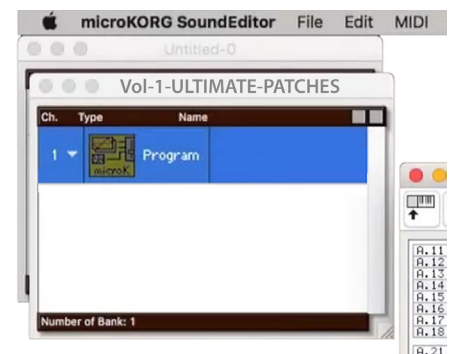 microKORG SoundEditor File Edit MIDI
Untitled-0
Vol-1-ULTIMATE-PATCHES
Ch. Type Name
1 Program
microK
A.11
A.12
A.13
A.14
A.15
A.16
A.17
A.18
A.21
Number of Bank: 1